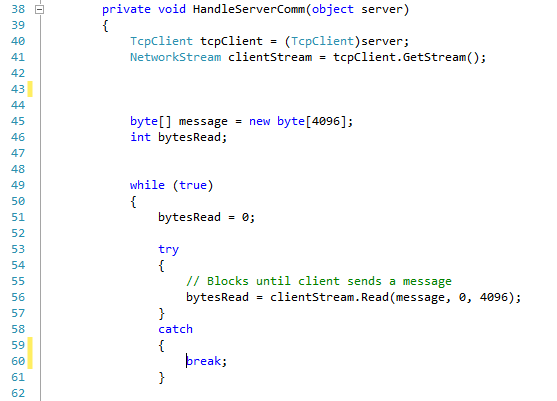 38 private void HandleServerComm(object server)
39 {
40 TcpClient tcpClient = (TcpClient)server;
41 NetworkStream clientStream = tcpClient.GetStream();
42
43
44
45 byte[] message = new byte[4096];
46 int bytesRead;
47
48
49 while (true)
50 {
51 bytesRead = 0;
52
53 try
54 {
55 // Blocks until client sends a message
56 bytesRead = clientStream.Read(message, 0, 4096);
57 }
58 catch
59 {
60 break;
61 }
62